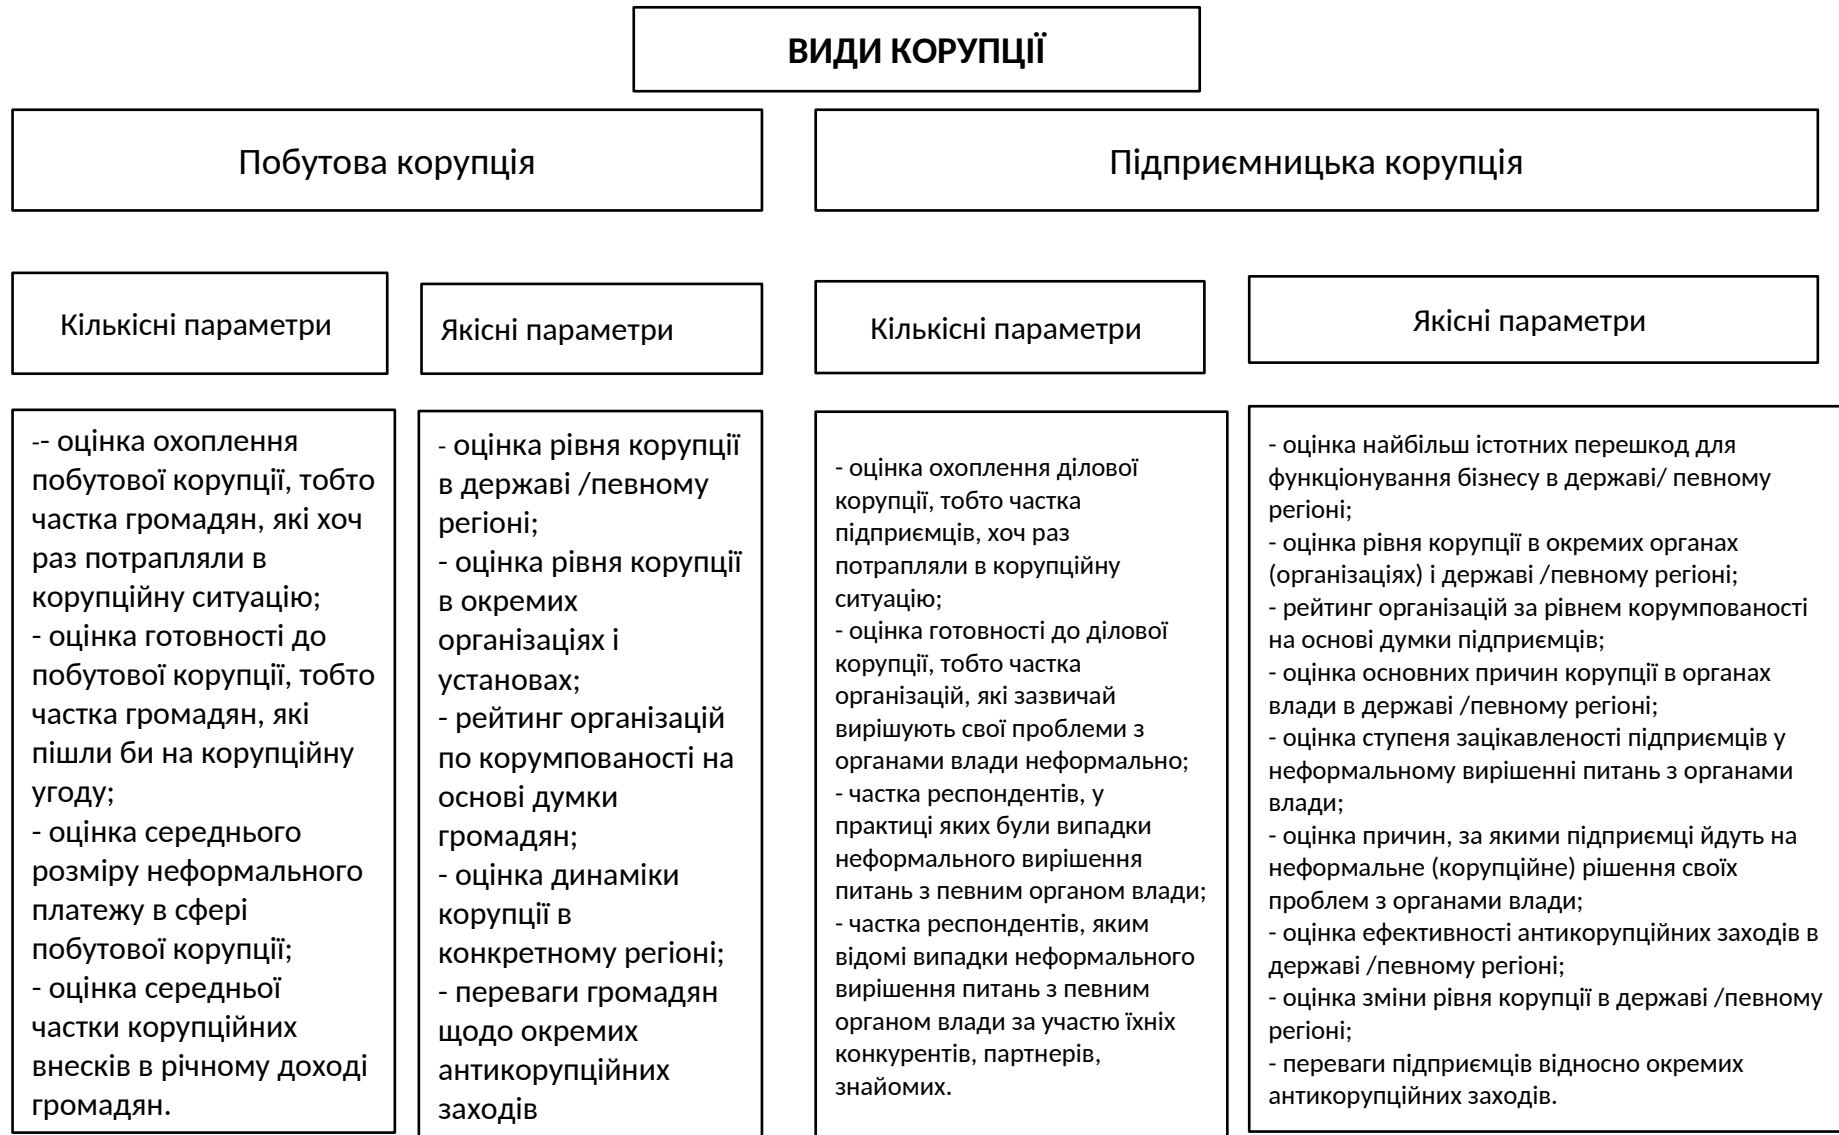 ВИДИ КОРУПЦІЇ
Побутова корупція
Підприємницька корупція
Кількісні параметри
Якісні параметри
Кількісні параметри
Якісні параметри
-- оцінка охоплення
побутової корупції, тобто
частка громадян, які хоч
раз потрапляли в
корупційну ситуацію;
- оцінка готовності до
побутової корупції, тобто
частка громадян, які
пішли би на корупційну
угоду;
- оцінка середнього
розміру неформального
платежу в сфері
побутової корупції;
- оцінка середньої
частки корупційних
внесків в річному доході
громадян.
- оцінка рівня корупції
в державі /певному
регіоні;
- оцінка рівня корупції
в окремих
організаціях і
установах;
- рейтинг організацій
по корумпованості на
основі думки
громадян;
- оцінка динаміки
корупції в
конкретному регіоні;
- переваги громадян
щодо окремих
антикорупційних
заходів
- оцінка охоплення ділової
корупції, тобто частка
підприємців, хоч раз
потрапляли в корупційну
ситуацію;
- оцінка готовності до ділової
корупції, тобто частка
організацій, які зазвичай
вирішують свої проблеми з
органами влади неформально;
- частка респондентів, у
практиці яких були випадки
неформального вирішення
питань з певним органом влади;
- частка респондентів, яким
відомі випадки неформального
вирішення питань з певним
органом влади за участю їхніх
конкурентів, партнерів,
знайомих.
- оцінка найбільш істотних перешкод для
функціонування бізнесу в державі/ певному
регіоні;
- оцінка рівня корупції в окремих органах
(організаціях) і державі /певному регіоні;
- рейтинг організацій за рівнем корумпованості
на основі думки підприємців;
- оцінка основних причин корупції в органах
влади в державі /певному регіоні;
- оцінка ступеня зацікавленості підприємців у
неформальному вирішенні питань з органами
влади;
- оцінка причин, за якими підприємці йдуть на
неформальне (корупційне) рішення своїх
проблем з органами влади;
- оцінка ефективності антикорупційних заходів в
державі /певному регіоні;
- оцінка зміни рівня корупції в державі /певному
регіоні;
- переваги підприємців відносно окремих
антикорупційних заходів.